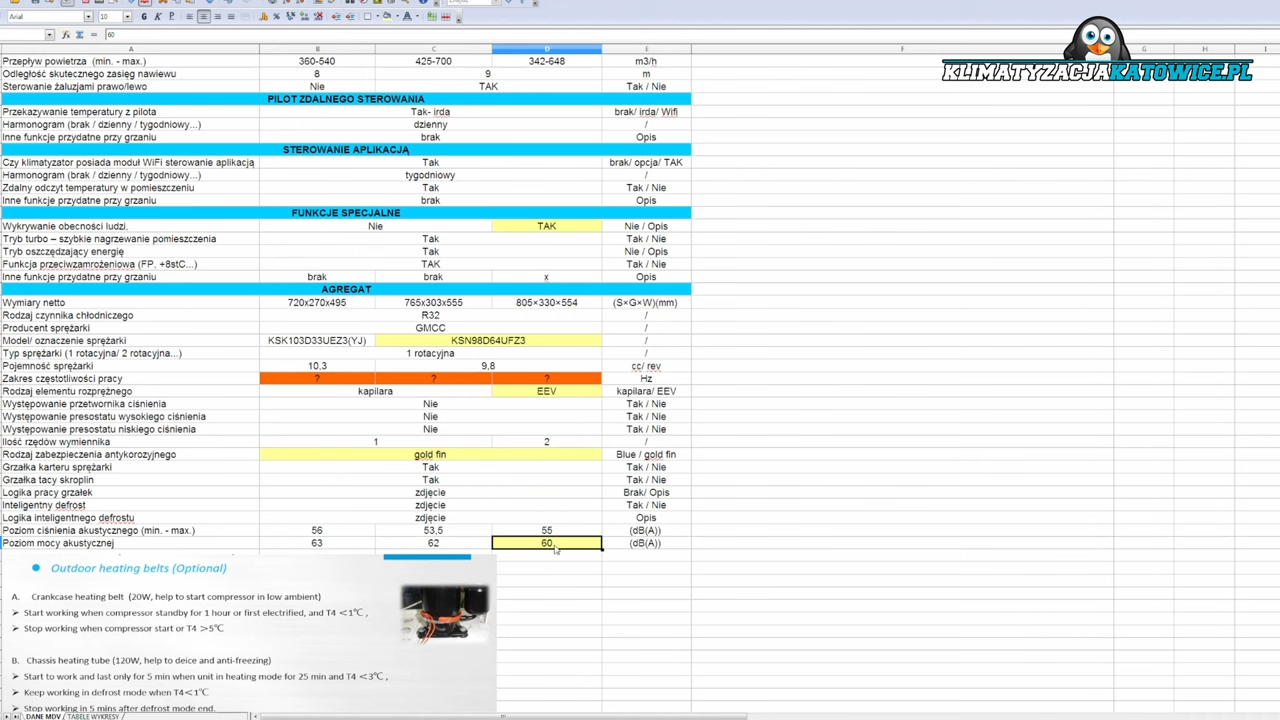 Arial 10
60
A B C D E F G H I
Przepływ powietrza (min. - max.) 360-540 425-700 342-648 m3/h
Odległość skutecznego zasięg nawiewu 8 9 m
Sterowanie żaluzjami prawo/lewo Nie TAK Tak / Nie
PILOT ZDALNEGO STEROWANIA
Przekazywanie temperatury z pilota Tak- irda brak/ irda/ Wifi
Harmonogram (brak / dzienny / tygodniowy...) dzienny /
Inne funkcje przydatne przy grzaniu brak Opis
STEROWANIE APLIKACJĄ
Czy klimatyzator posiada moduł WiFi sterowanie aplikacją Tak brak/ opcja/ TAK
Harmonogram (brak / dzienny / tygodniowy...) tygodniowy /
Zdalny odczyt temperatury w pomieszczeniu Tak Tak / Nie
Inne funkcje przydatne przy grzaniu brak Opis
FUNKCJE SPECJALNE
Wykrywanie obecności ludzi, Nie TAK Nie / Opis
Tryb turbo – szybkie nagrzewanie pomieszczenia Tak Tak / Nie
Tryb oszczędzający energię Tak Nie / Opis
Funkcja przeciwzamrożeniowa (FP, +8stC...) TAK Tak / Nie
Inne funkcje przydatne przy grzaniu brak brak x Opis
AGREGAT
Wymiary netto 720x270x495 765x303x555 805×330×554 (S×G×W)(mm)
Rodzaj czynnika chłodniczego R32 /
Producent sprężarki GMCC /
Model/ oznaczenie sprężarki KSK103D33UEZ3(YJ) KSN98D64UFZ3 /
Typ sprężarki (1 rotacyjna/ 2 rotacyjna...) 1 rotacyjna /
Pojemność sprężarki 10,3 9,8 cc/ rev
Zakres częstotliwości pracy ? ? ? Hz
Rodzaj elementu rozprężnego kapilara EEV kapilara/ EEV
Występowanie przetwornika ciśnienia Nie Tak / Nie
Występowanie presostatu wysokiego ciśnienia Nie Tak / Nie
Występowanie presostatu niskiego ciśnienia Nie Tak / Nie
Ilość rzędów wymiennika 1 2 /
Rodzaj zabezpieczenia antykorozyjnego gold fin Blue / gold fin
Grzałka karteru sprężarki Tak Tak / Nie
Grzałka tacy skroplin Tak Tak / Nie
Logika pracy grzałek zdjęcie Brak/ Opis
Inteligentny defrost zdjęcie Tak / Nie
Logika inteligentnego defrostu zdjęcie Opis
Poziom ciśnienia akustycznego (min. - max.) 56 53,5 55 (dB(A))
Poziom mocy akustycznej 63 62 60 (dB(A))
Outdoor heating belts (Optional)
A. Crankcase heating belt (20W, help to start compressor in low ambient)
➢ Start working when compressor standby for 1 hour or first electrified, and T4 <1℃ ,
➢ Stop working when compressor start or T4 >5℃
B. Chassis heating tube (120W, help to deice and anti-freezing)
➢ Start to work and last only for 5 min when unit in heating mode for 25 min and T4 <3℃ ,
➢ Keep working in defrost mode when T4<1℃
➢ Stop working in 5 mins after defrost mode end.
DANE MDV / TABELE WYKRESY /
KLIMATYZACJAKATOWICE.PL